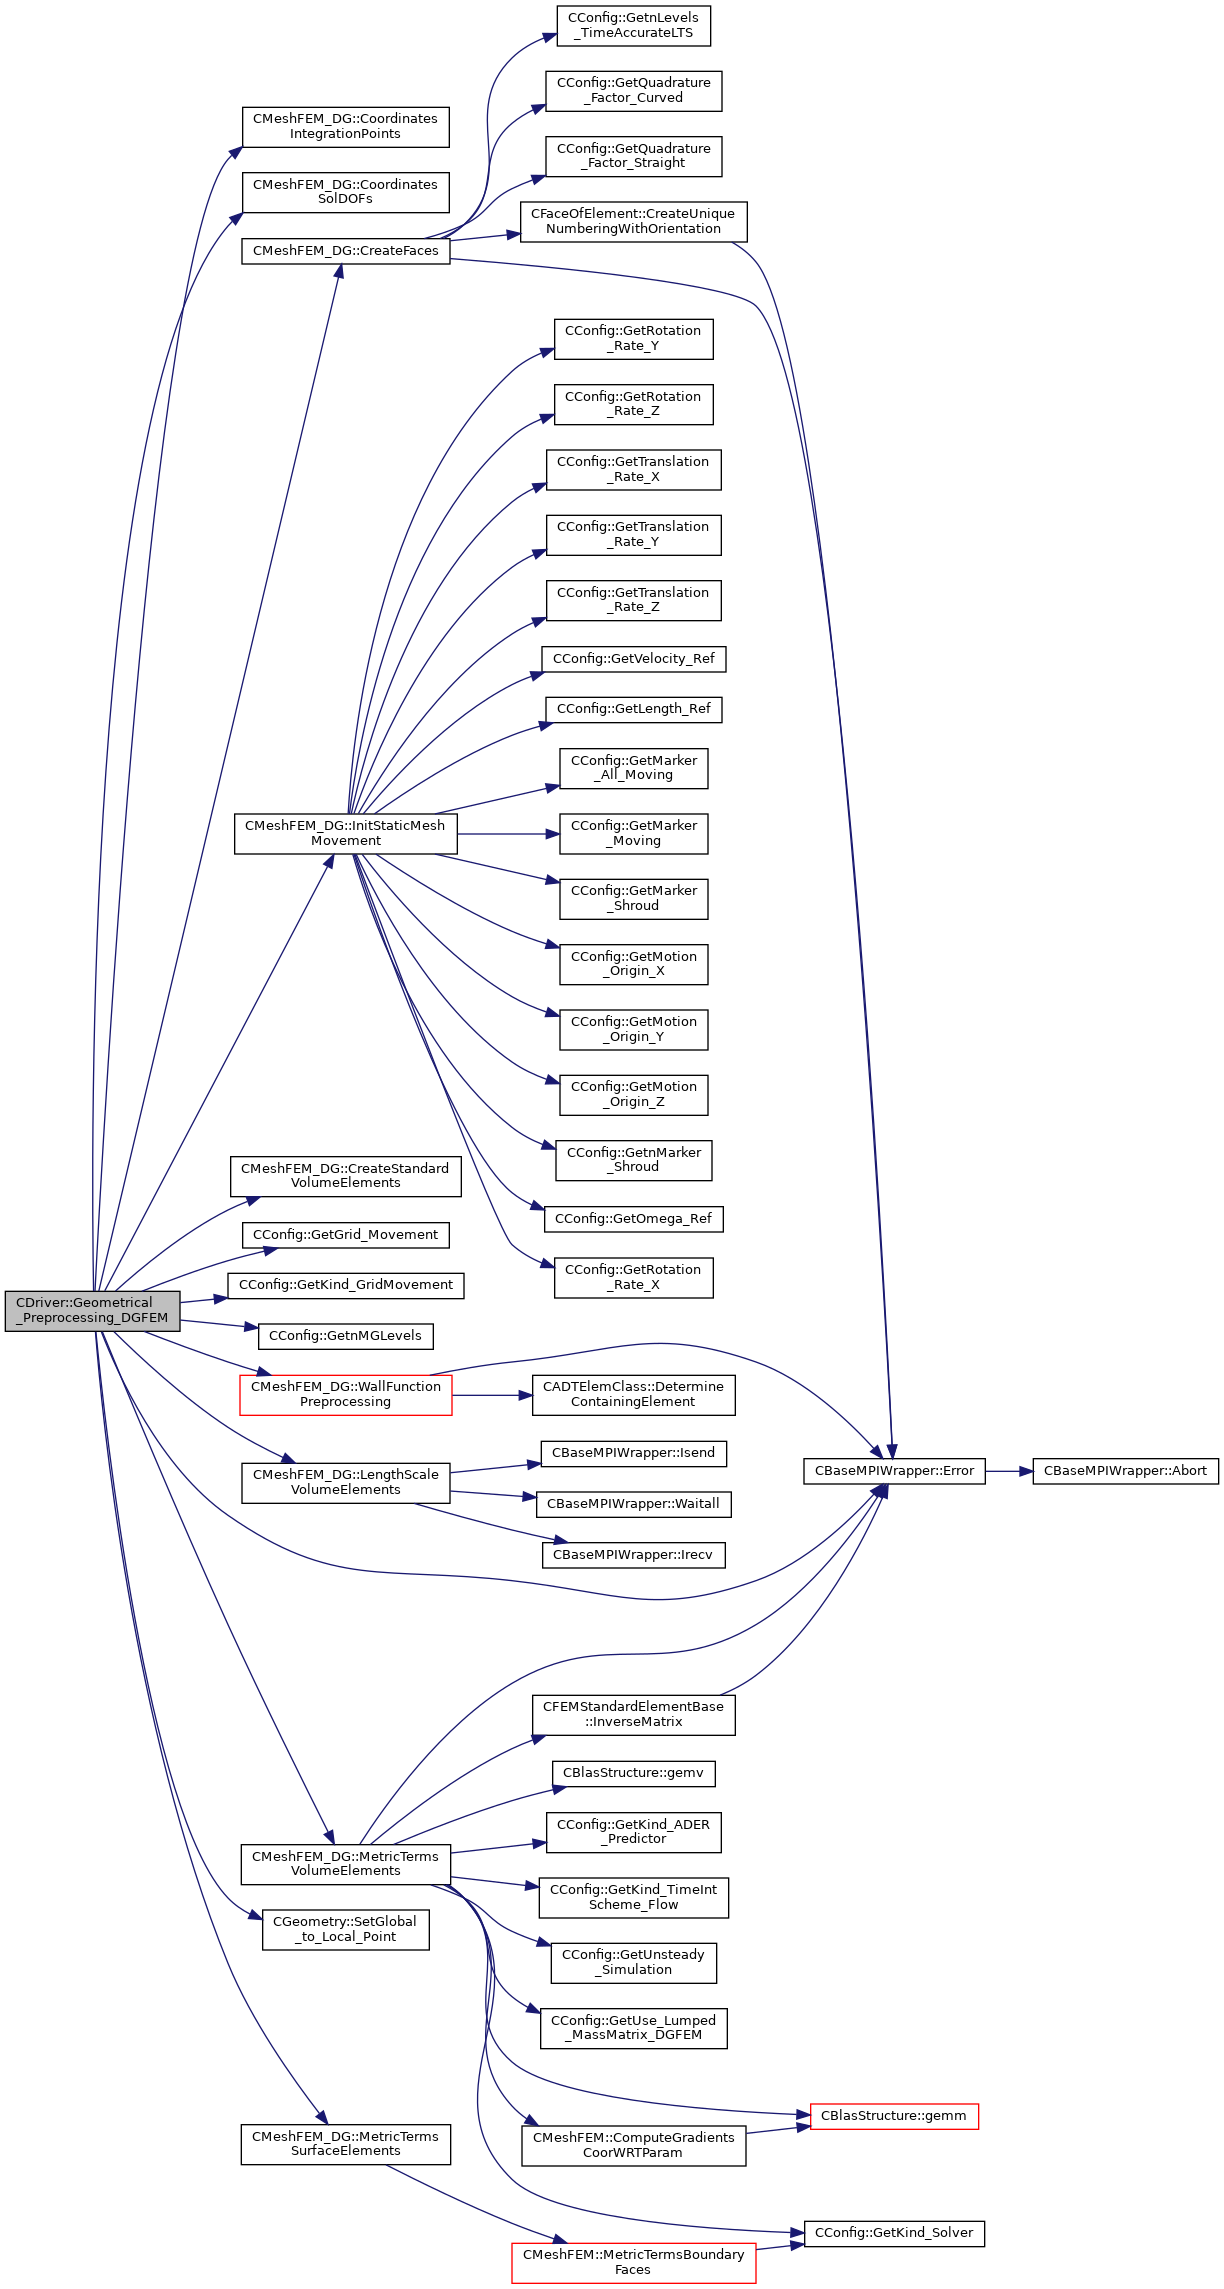 CConfig::GetnLevels
_TimeAccurateLTS
CConfig::GetQuadrature
_Factor_Curved
CMeshFEM_DG::Coordinates
IntegrationPoints
CConfig::GetQuadrature
_Factor_Straight
CMeshFEM_DG::Coordinates
SolDOFs
CFaceOfElement::CreateUnique
NumberingWithOrientation
CMeshFEM_DG::CreateFaces
CConfig::GetRotation
_Rate_Y
CConfig::GetRotation
_Rate_Z
CConfig::GetTranslation
_Rate_X
CConfig::GetTranslation
_Rate_Y
CConfig::GetTranslation
_Rate_Z
CConfig::GetVelocity_Ref
CConfig::GetLength_Ref
CConfig::GetMarker
_All_Moving
CMeshFEM_DG::InitStaticMesh
Movement
CConfig::GetMarker
_Moving
CConfig::GetMarker
_Shroud
CConfig::GetMotion
_Origin_X
CConfig::GetMotion
_Origin_Y
CConfig::GetMotion
_Origin_Z
CConfig::GetnMarker
_Shroud
CMeshFEM_DG::CreateStandard
VolumeElements
CConfig::GetOmega_Ref
CConfig::GetGrid_Movement
CConfig::GetRotation
_Rate_X
CConfig::GetKind_GridMovement
CDriver::Geometrical
_Preprocessing_DGFEM
CConfig::GetnMGLevels
CMeshFEM_DG::WallFunction
Preprocessing
CADTElemClass::Determine
ContainingElement
CBaseMPIWrapper::Isend
CBaseMPIWrapper::Error
CBaseMPIWrapper::Abort
CMeshFEM_DG::LengthScale
VolumeElements
CBaseMPIWrapper::Waitall
CBaseMPIWrapper::Irecv
CFEMStandardElementBase
::InverseMatrix
CBlasStructure::gemv
CConfig::GetKind_ADER
_Predictor
CMeshFEM_DG::MetricTerms
VolumeElements
CConfig::GetKind_TimeInt
Scheme_Flow
CGeometry::SetGlobal
_to_Local_Point
CConfig::GetUnsteady
_Simulation
CConfig::GetUse_Lumped
_MassMatrix_DGFEM
CBlasStructure::gemm
CMeshFEM_DG::MetricTerms
SurfaceElements
CMeshFEM::ComputeGradients
CoorWRTParam
CConfig::GetKind_Solver
CMeshFEM::MetricTermsBoundary
Faces